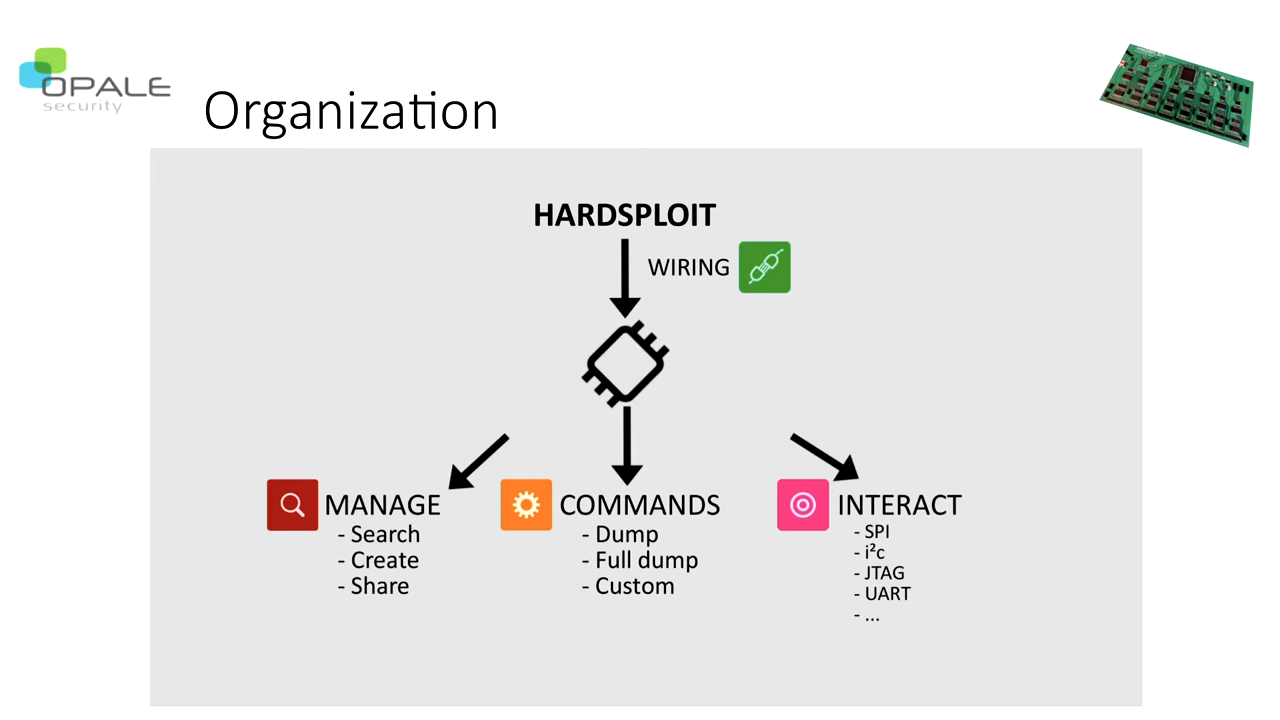 OPALE
security
Organization
HARDSPLOIT
WIRING
MANAGE
- Search
- Create
- Share
COMMANDS
- Dump
- Full dump
- Custom
INTERACT
- SPI
- i²c
- JTAG
- UART
- ...